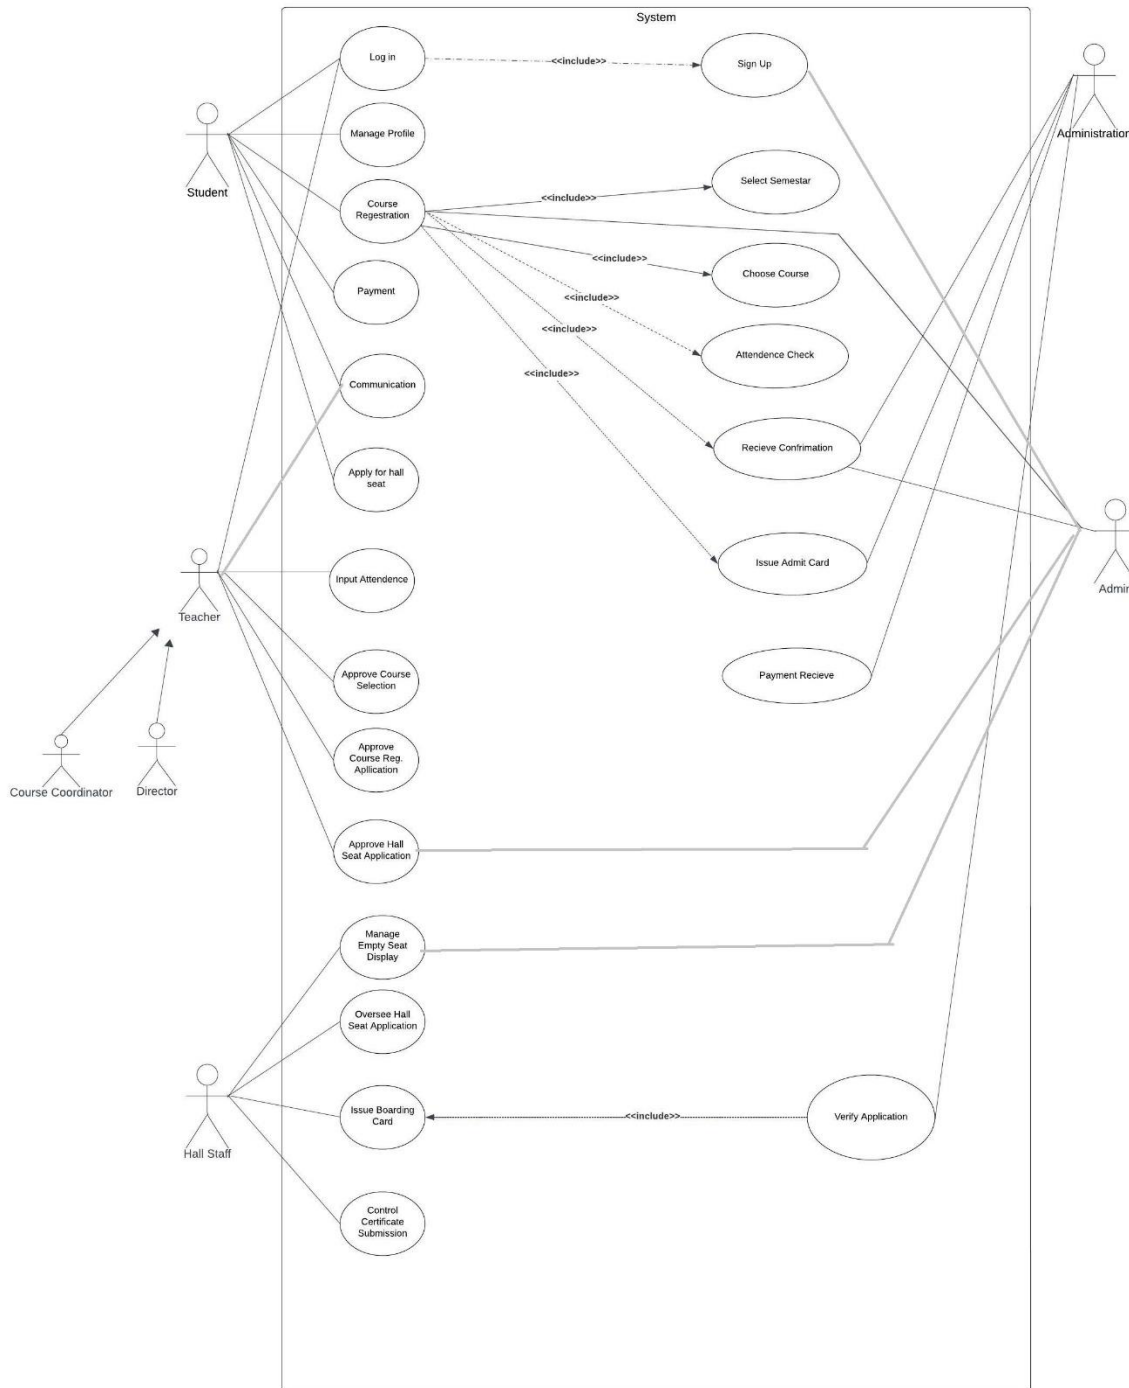 System
Log in
<<include>>
Sign Up
Administration
Manage Profile
Student
Select Semestar
<<include>>
Course
Regestration
<<include>>
Choose Course
Payment
<<include>>
<<include>>
Attendence Check
<<include>>
Communication
Recieve Confrimation
Apply for hall
seat
Issue Admit Card
Input Attendence
Admin
Teacher
Approve Course
Selection
Payment Recieve
Approve
Course Reg.
Apllication
Course Coordinator
Director
Approve Hall
Seat Application
Manage
Empty Seat
Display
Oversee Hall
Seat Application
Issue Boarding
Card
<<include>>
Verify Application
Hall Staff
Control
Certificate
Submission